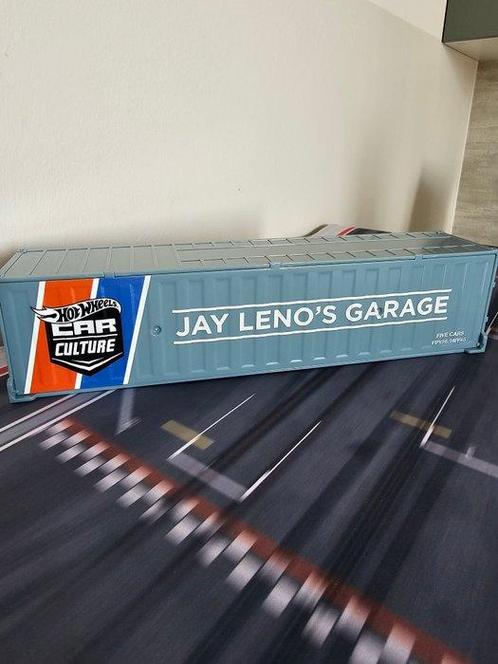 HOT WHEELS
CAR
CULTURE
JAY LENO'S GARAGE
FIVE CARS